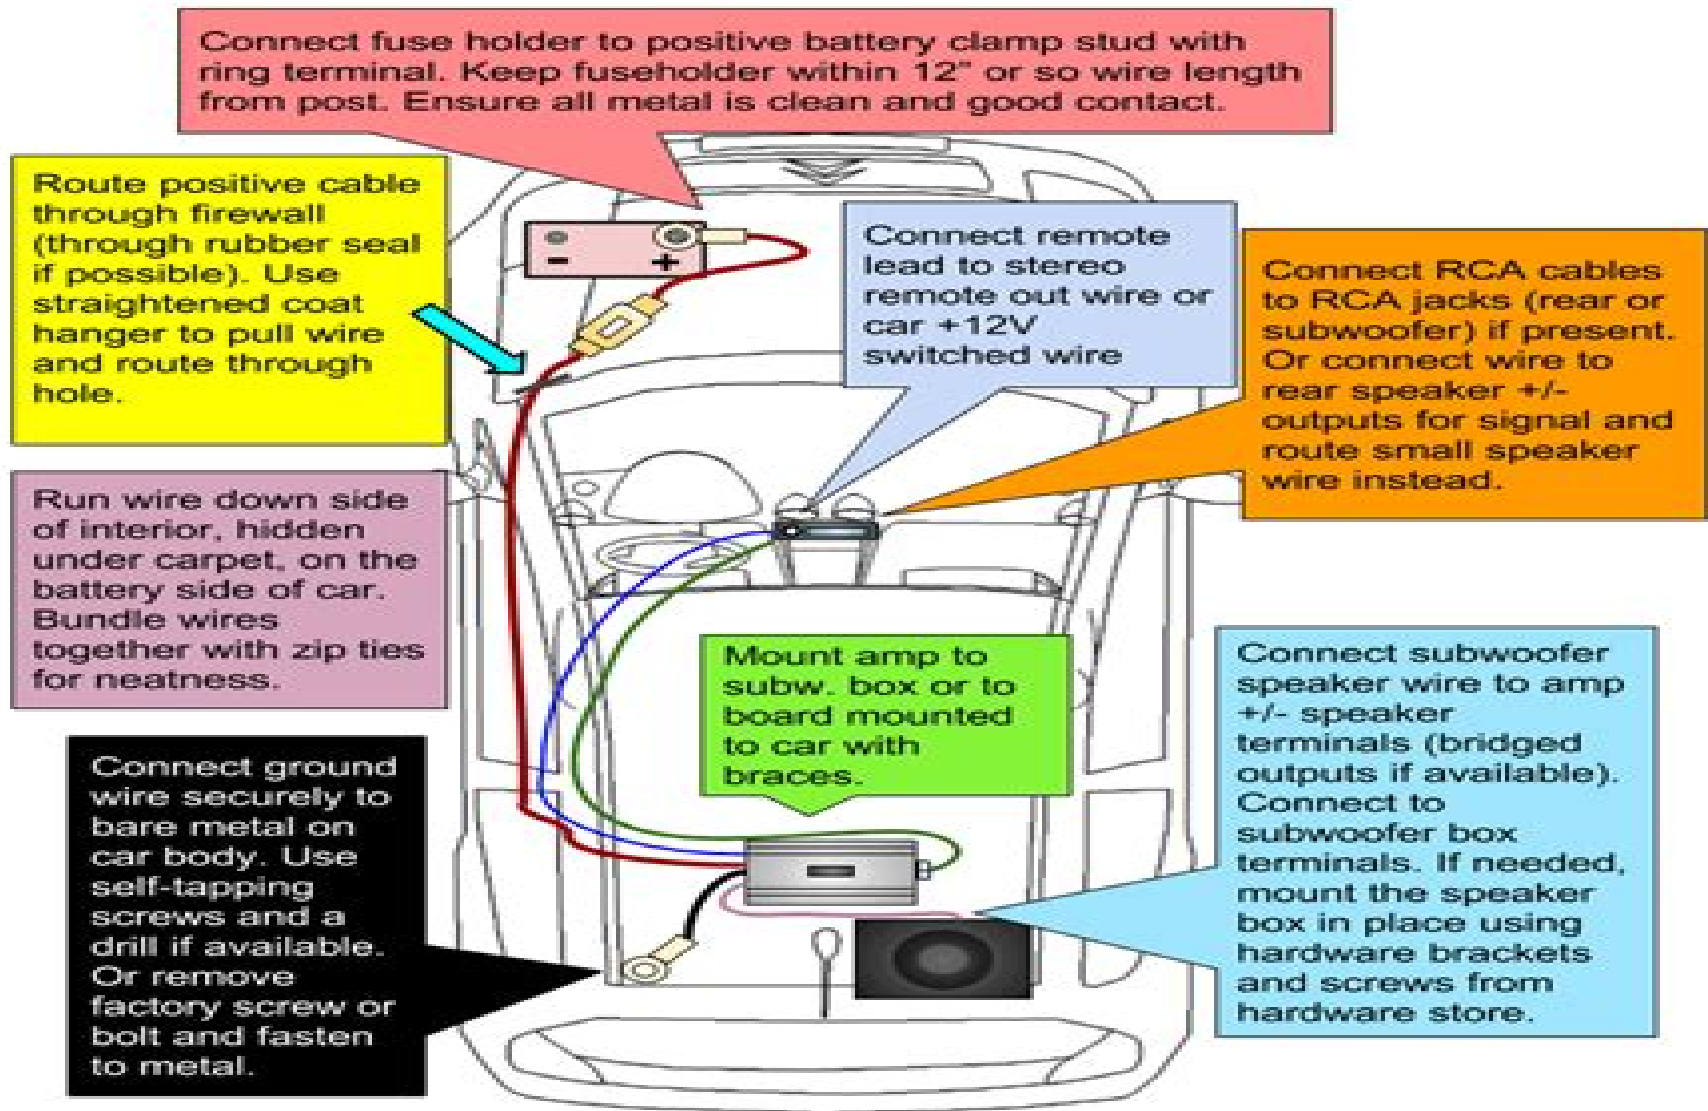 Connect fuse holder to positive battery clamp stud with
ring terminal. Keep fuseholder within 12" or so wire length
from post. Ensure all metal is clean and good contact.
Route positive cable
through firewall
(through rubber seal
if possible). Use
straightened coat
hanger to pull wire
and route through
hole.
-
+
Connect remote
lead to stereo
remote out wire or
car +12V
switched wire
Connect RCA cables
to RCA jacks (rear or
subwoofer) if present.
Or connect wire to
rear speaker +/-
outputs for signal and
route small speaker
wire instead.
Run wire down side
of interior, hidden
under carpet, on the
battery side of car.
Bundle wires
together with zip ties
for neatness.
Mount amp to
subw. box or to
board mounted
to car with
braces.
Connect subwoofer
speaker wire to amp
+/- speaker
terminals (bridged
outputs if available).
Connect to
subwoofer box
terminals. If needed,
mount the speaker
box in place using
hardware brackets
and screws from
hardware store.
Connect ground
wire securely to
bare metal on
car body. Use
self-tapping
screws and a
drill if available.
Or remove
factory screw or
bolt and fasten
to metal.